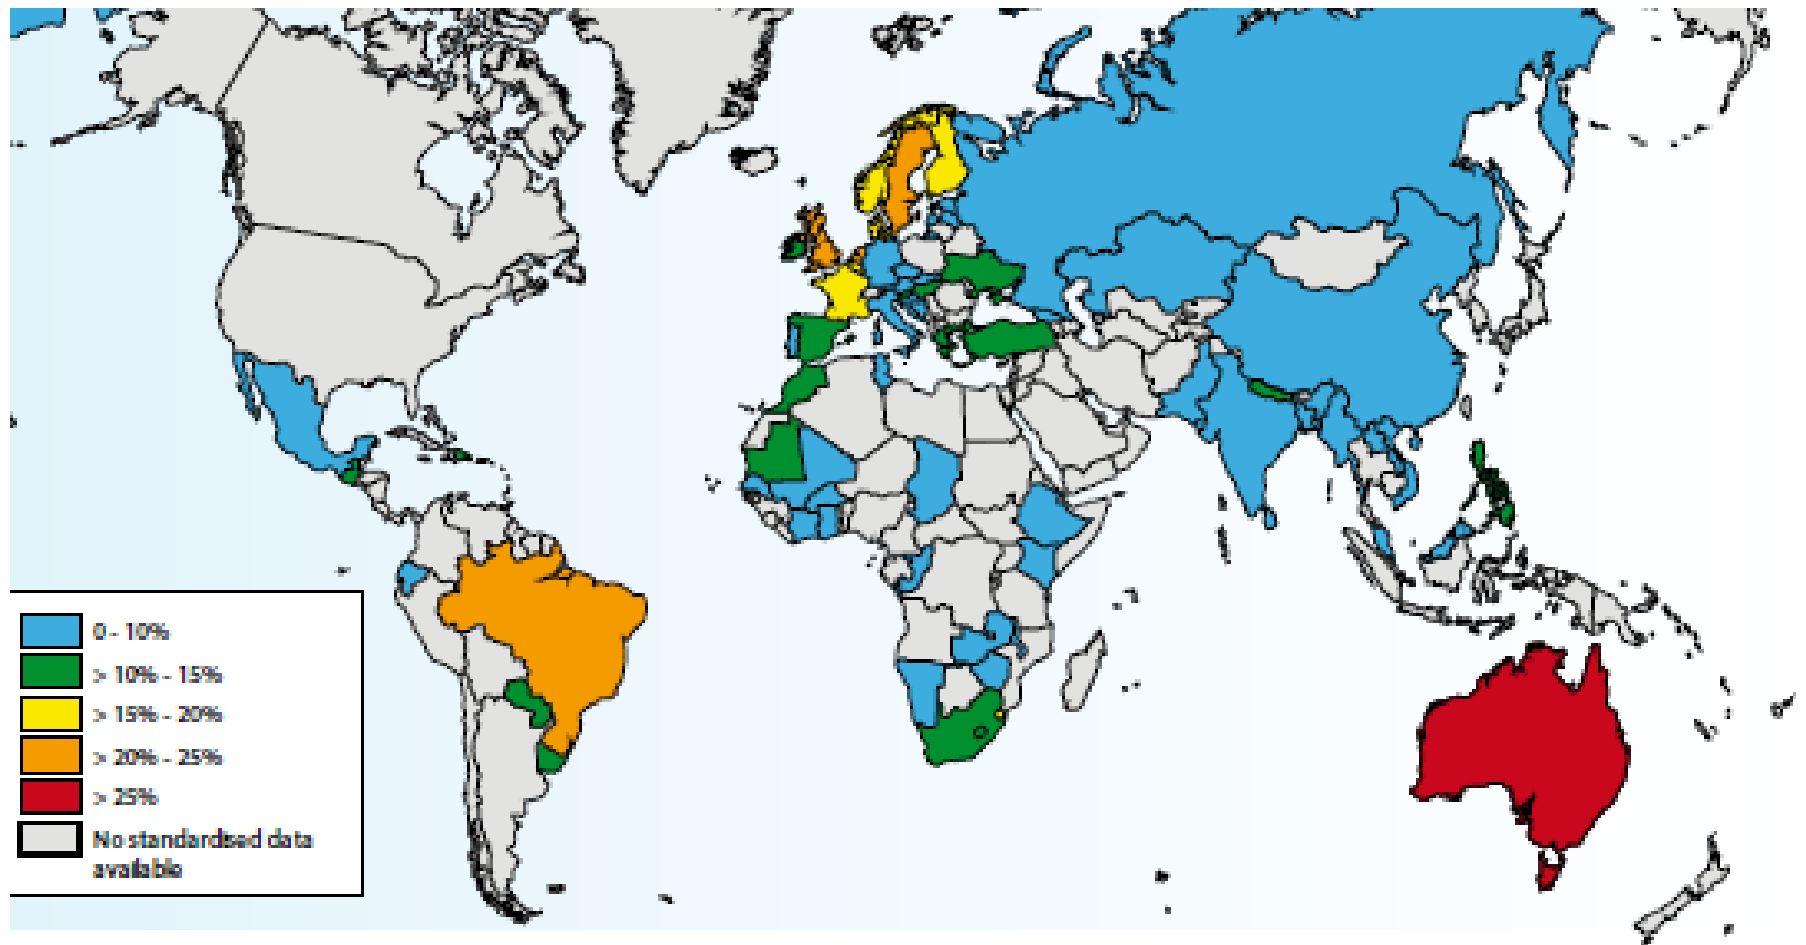 0 - 10%
> 10% - 15%
> 15% - 20%
> 20% - 25%
> 25%
No standardised data
available